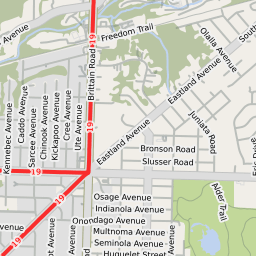 19
Freedom Trail
Olalla Avenue
South
Avenue
Brittain Road
Eastland Avenue
Kennebec Avenue
Caddo Avenue
Sarcee Avenue
Chinook Avenue
Kickapoo Avenue
Cree Avenue
Ute Avenue
19
Juniata Road
Eastland Avenue
Bronson Road
Slusser Road
19
19
Alder Trail
Osage Avenue
Indianola Avenue
Onondago Avenue
Multnoma Avenue
Seminola Avenue
Huguelet Street
19